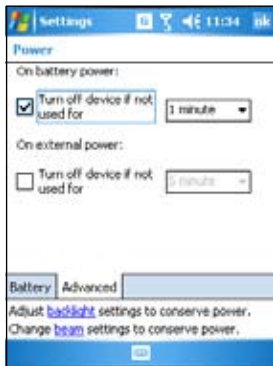 Settings 11:34 ok
Power
On battery power:
Turn off device if not
used for
1 minute
On external power:
Turn off device if not
used for
5 minute
Battery Advanced
Adjust backlight settings to conserve power.
Change beam settings to conserve power.